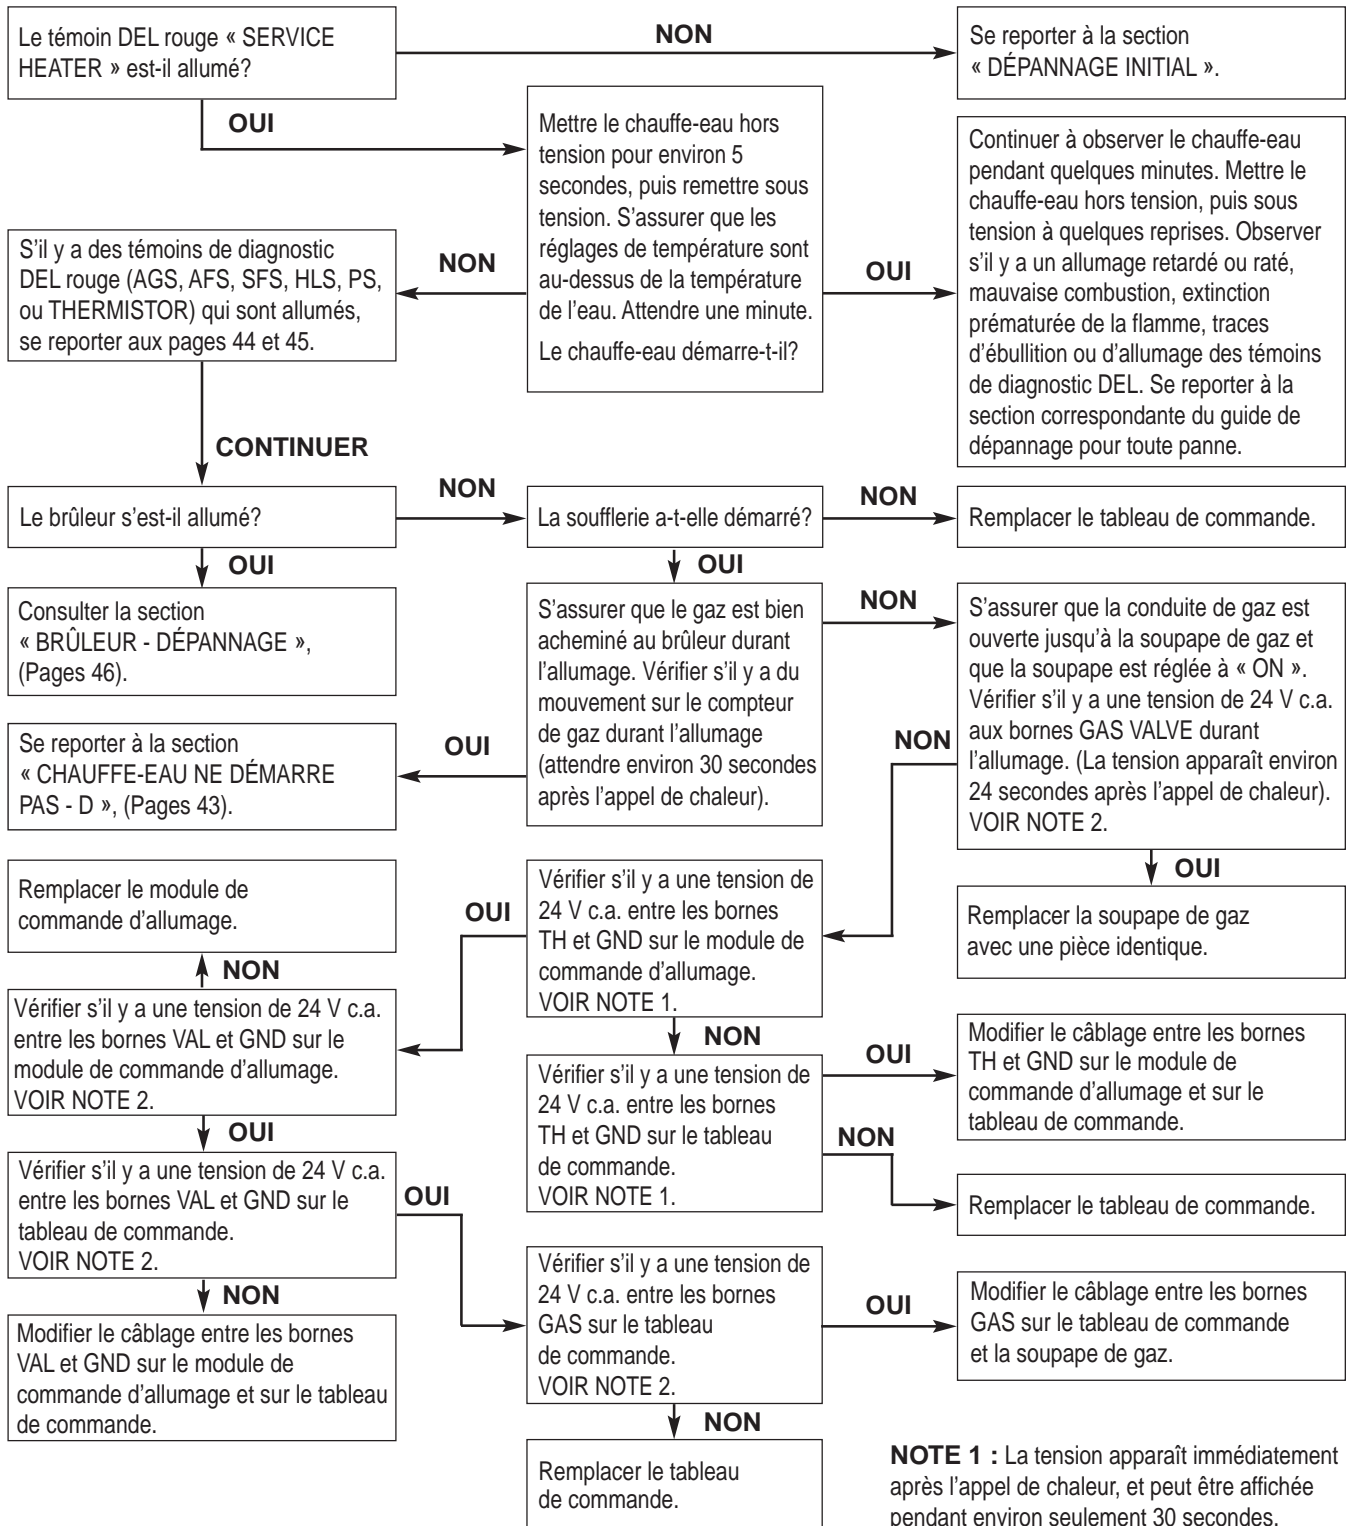 Le témoin DEL rouge « SERVICE
HEATER » est-il allumé?
NON
Se reporter à la section
« DÉPANNAGE INITIAL ».
OUI
Mettre le chauffe-eau hors
tension pour environ 5
secondes, puis remettre sous
tension. S'assurer que les
réglages de température sont
au-dessus de la température
de l'eau. Attendre une minute.
Le chauffe-eau démarre-t-il?
OUI
Continuer à observer le chauffe-eau
pendant quelques minutes. Mettre le
chauffe-eau hors tension, puis sous
tension à quelques reprises. Observer
s'il y a un allumage retardé ou raté,
mauvaise combustion, extinction
prématurée de la flamme, traces
d'ébullition ou d'allumage des témoins
de diagnostic DEL. Se reporter à la
section correspondante du guide de
dépannage pour toute panne.
NON
S'il y a des témoins de diagnostic
DEL rouge (AGS, AFS, SFS, HLS, PS,
ou THERMISTOR) qui sont allumés,
se reporter aux pages 44 et 45.
CONTINUER
Le brûleur s'est-il allumé?
NON
La soufflerie a-t-elle démarré?
NON
Remplacer le tableau de commande.
OUI
Consulter la section
« BRÛLEUR - DÉPANNAGE »,
(Pages 46).
OUI
S'assurer que le gaz est bien
acheminé au brûleur durant
l'allumage. Vérifier s'il y a du
mouvement sur le compteur
de gaz durant l'allumage
(attendre environ 30 secondes
après l'appel de chaleur).
NON
S'assurer que la conduite de gaz est
ouverte jusqu'à la soupape de gaz et
que la soupape est réglée à « ON ».
Vérifier s'il y a une tension de 24 V c.a.
aux bornes GAS VALVE durant
l'allumage. (La tension apparaît environ
24 secondes après l'appel de chaleur).
VOIR NOTE 2.
OUI
Se reporter à la section
« CHAUFFE-EAU NE DÉMARRE
PAS - D », (Pages 43).
NON
OUI
Remplacer la soupape de gaz
avec une pièce identique.
Vérifier s'il y a une tension de
24 V c.a. entre les bornes
TH et GND sur le module de
commande d'allumage.
VOIR NOTE 1.
OUI
Remplacer le module de
commande d'allumage.
NON
Vérifier s'il y a une tension de 24 V c.a.
entre les bornes VAL et GND sur le
module de commande d'allumage.
VOIR NOTE 2.
NON
Vérifier s'il y a une tension de
24 V c.a. entre les bornes
TH et GND sur le tableau
de commande.
VOIR NOTE 1.
OUI
Modifier le câblage entre les bornes
TH et GND sur le module de
commande d'allumage et sur le
tableau de commande.
NON
Remplacer le tableau de commande.
OUI
Vérifier s'il y a une tension de 24 V c.a.
entre les bornes VAL et GND sur le
tableau de commande.
VOIR NOTE 2.
OUI
Vérifier s'il y a une tension de
24 V c.a. entre les bornes
GAS sur le tableau
de commande.
VOIR NOTE 2.
OUI
Modifier le câblage entre les bornes
GAS sur le tableau de commande
et la soupape de gaz.
NON
Modifier le câblage entre les bornes
VAL et GND sur le module de
commande d'allumage et sur le tableau
de commande.
NON
Remplacer le tableau
de commande.
NOTE 1 : La tension apparaît immédiatement
après l'appel de chaleur, et peut être affichée
pendant environ seulement 30 secondes.